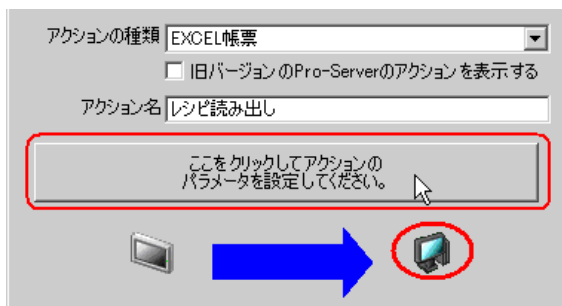 アクションの種類 EXCEL帳票
旧バージョンのPro-Serverのアクションを表示する
アクション名 レシピ読み出し
ここをクリックしてアクションの
パラメータを設定してください。